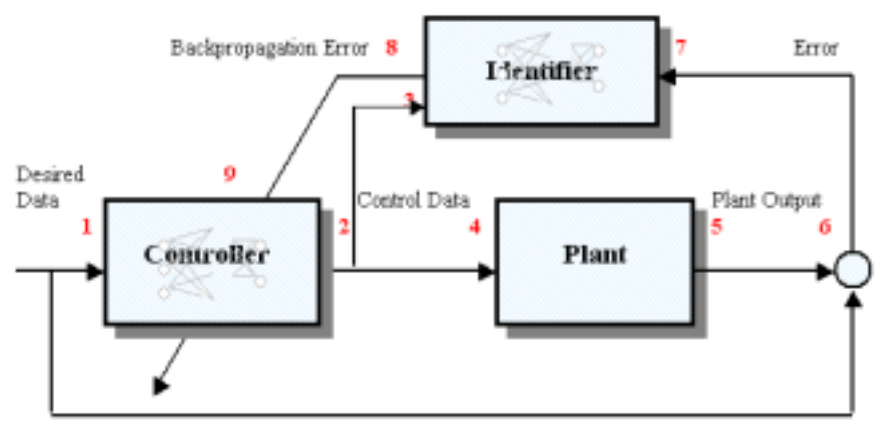 Backpropagation Error 8
7 Error
Identifier
3
Desired
Data
9
1
Control Data
2
4
Plant Output
5
6
Controller
Plant